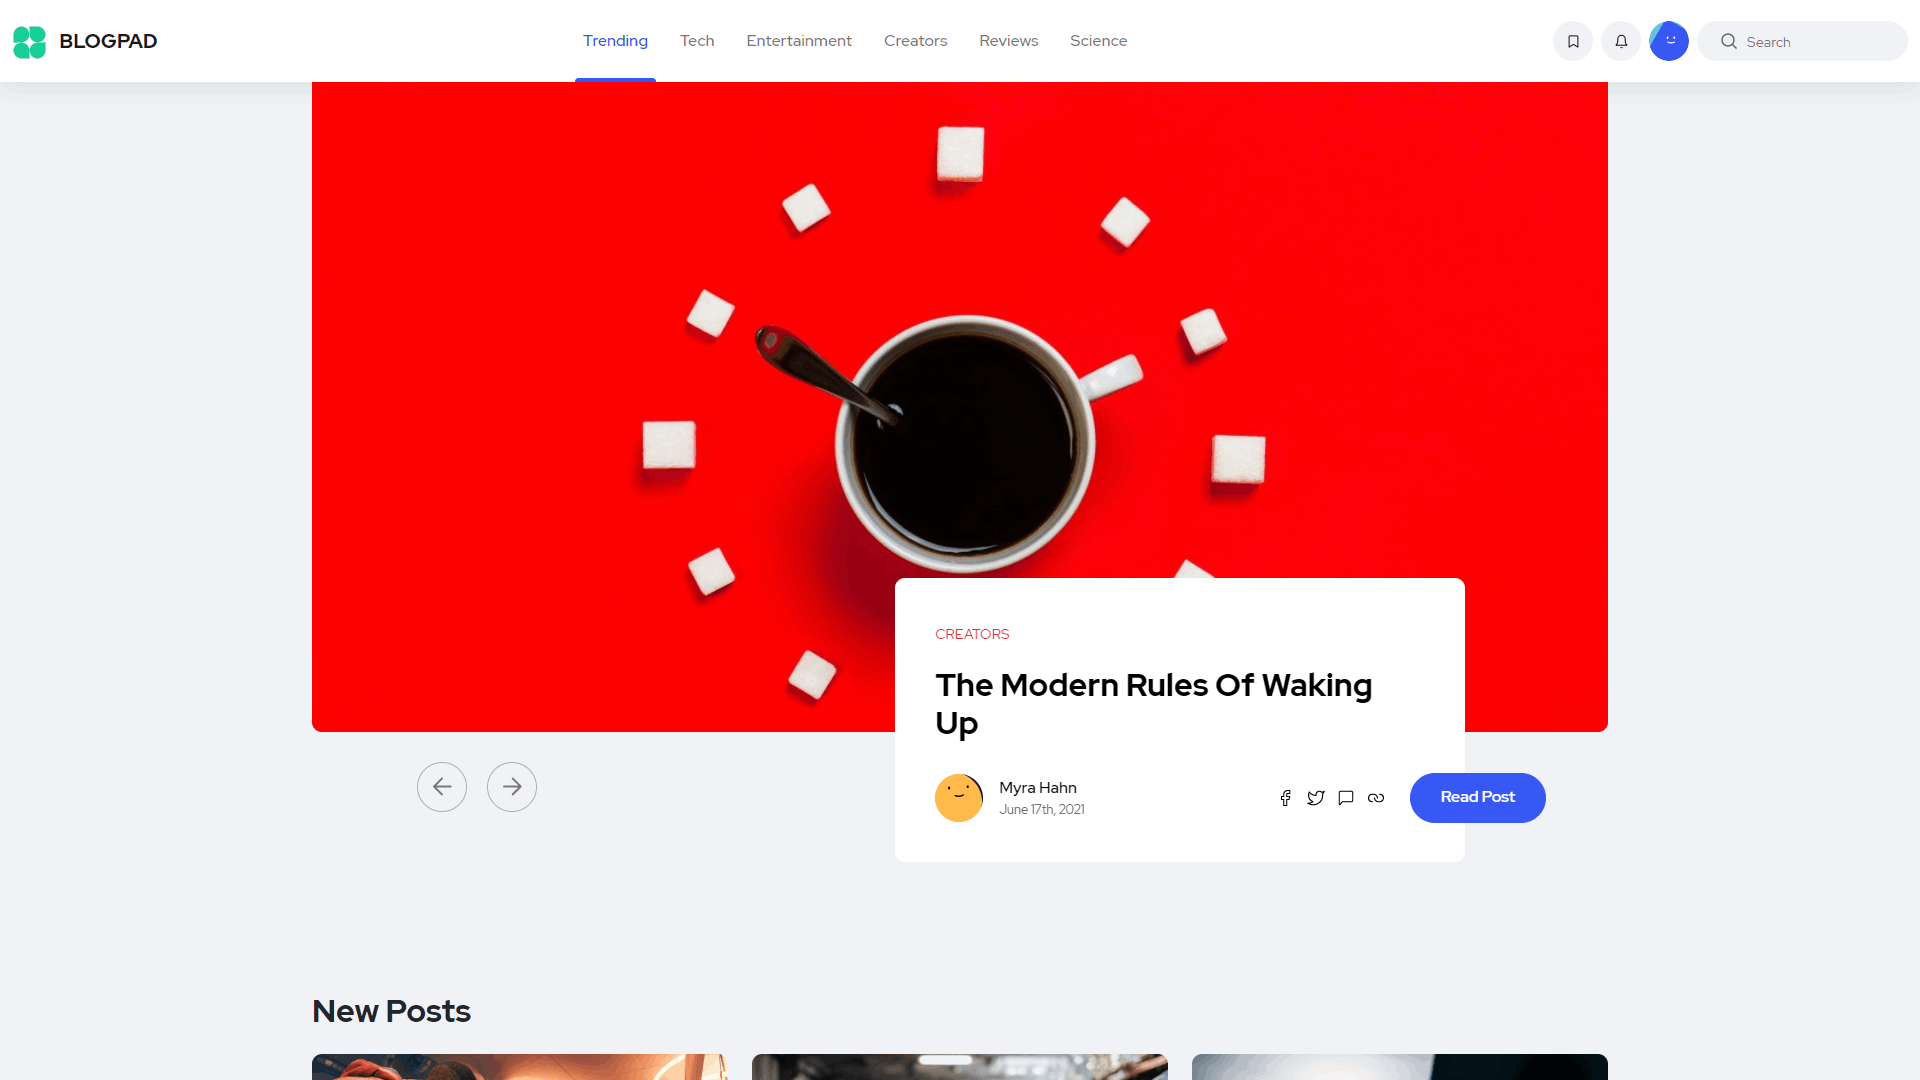 BLOGPAD
Trending
Tech
Entertainment
Creators
Reviews
Science
Search
CREATORS
The Modern Rules Of Waking
Up
Myra Hahn
June 17th, 2021
Read Post
New Posts